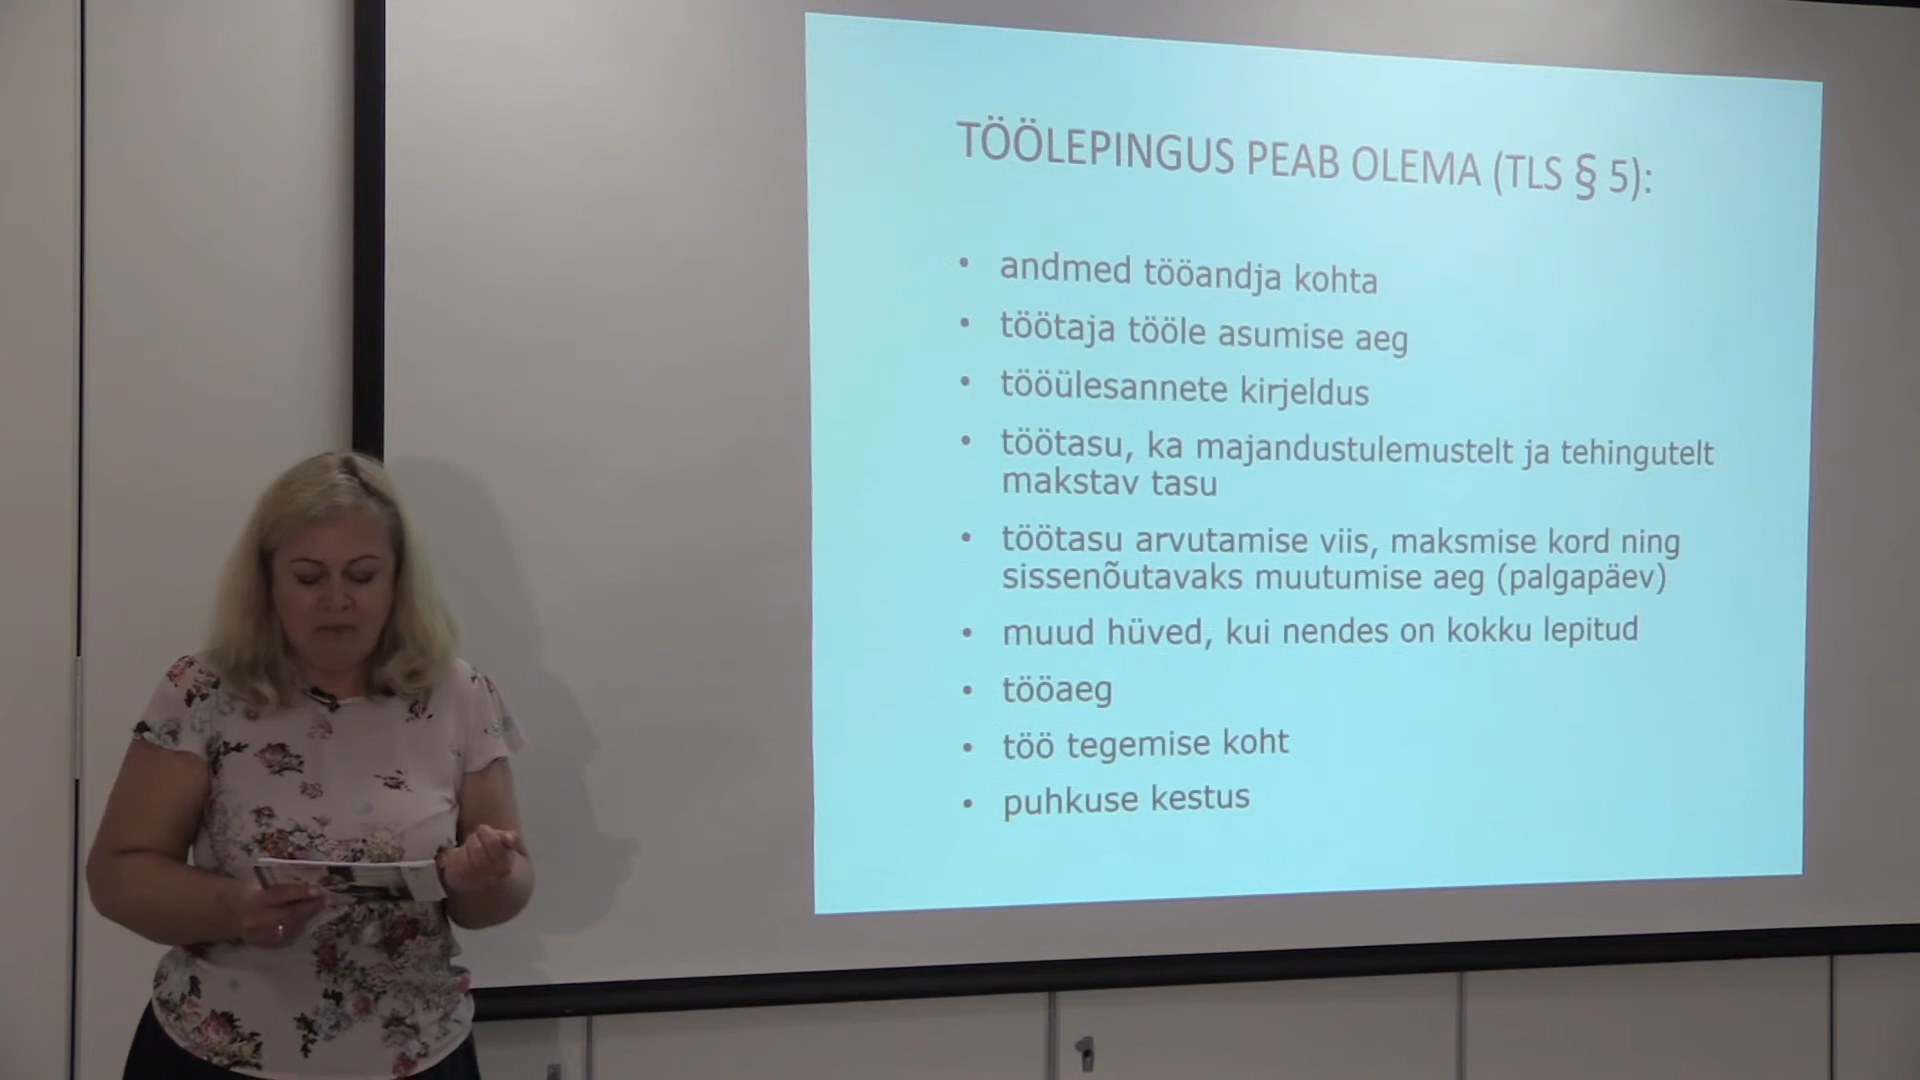 TÖÖLEPINGUS PEAB OLEMA (TLS § 5):
• andmed tööandja kohta
• töötaja tööle asumise aeg
• tööülesannete kirjeldus
• töötasu, ka majandustulemustelt ja tehingutelt
makstav tasu
• töötasu arvutamise viis, maksmise kord ning
sissenõutavaks muutumise aeg (palgapäev)
• muud hüved, kui nendes on kokku lepitud
• tööaeg
• töö tegemise koht
• puhkuse kestus